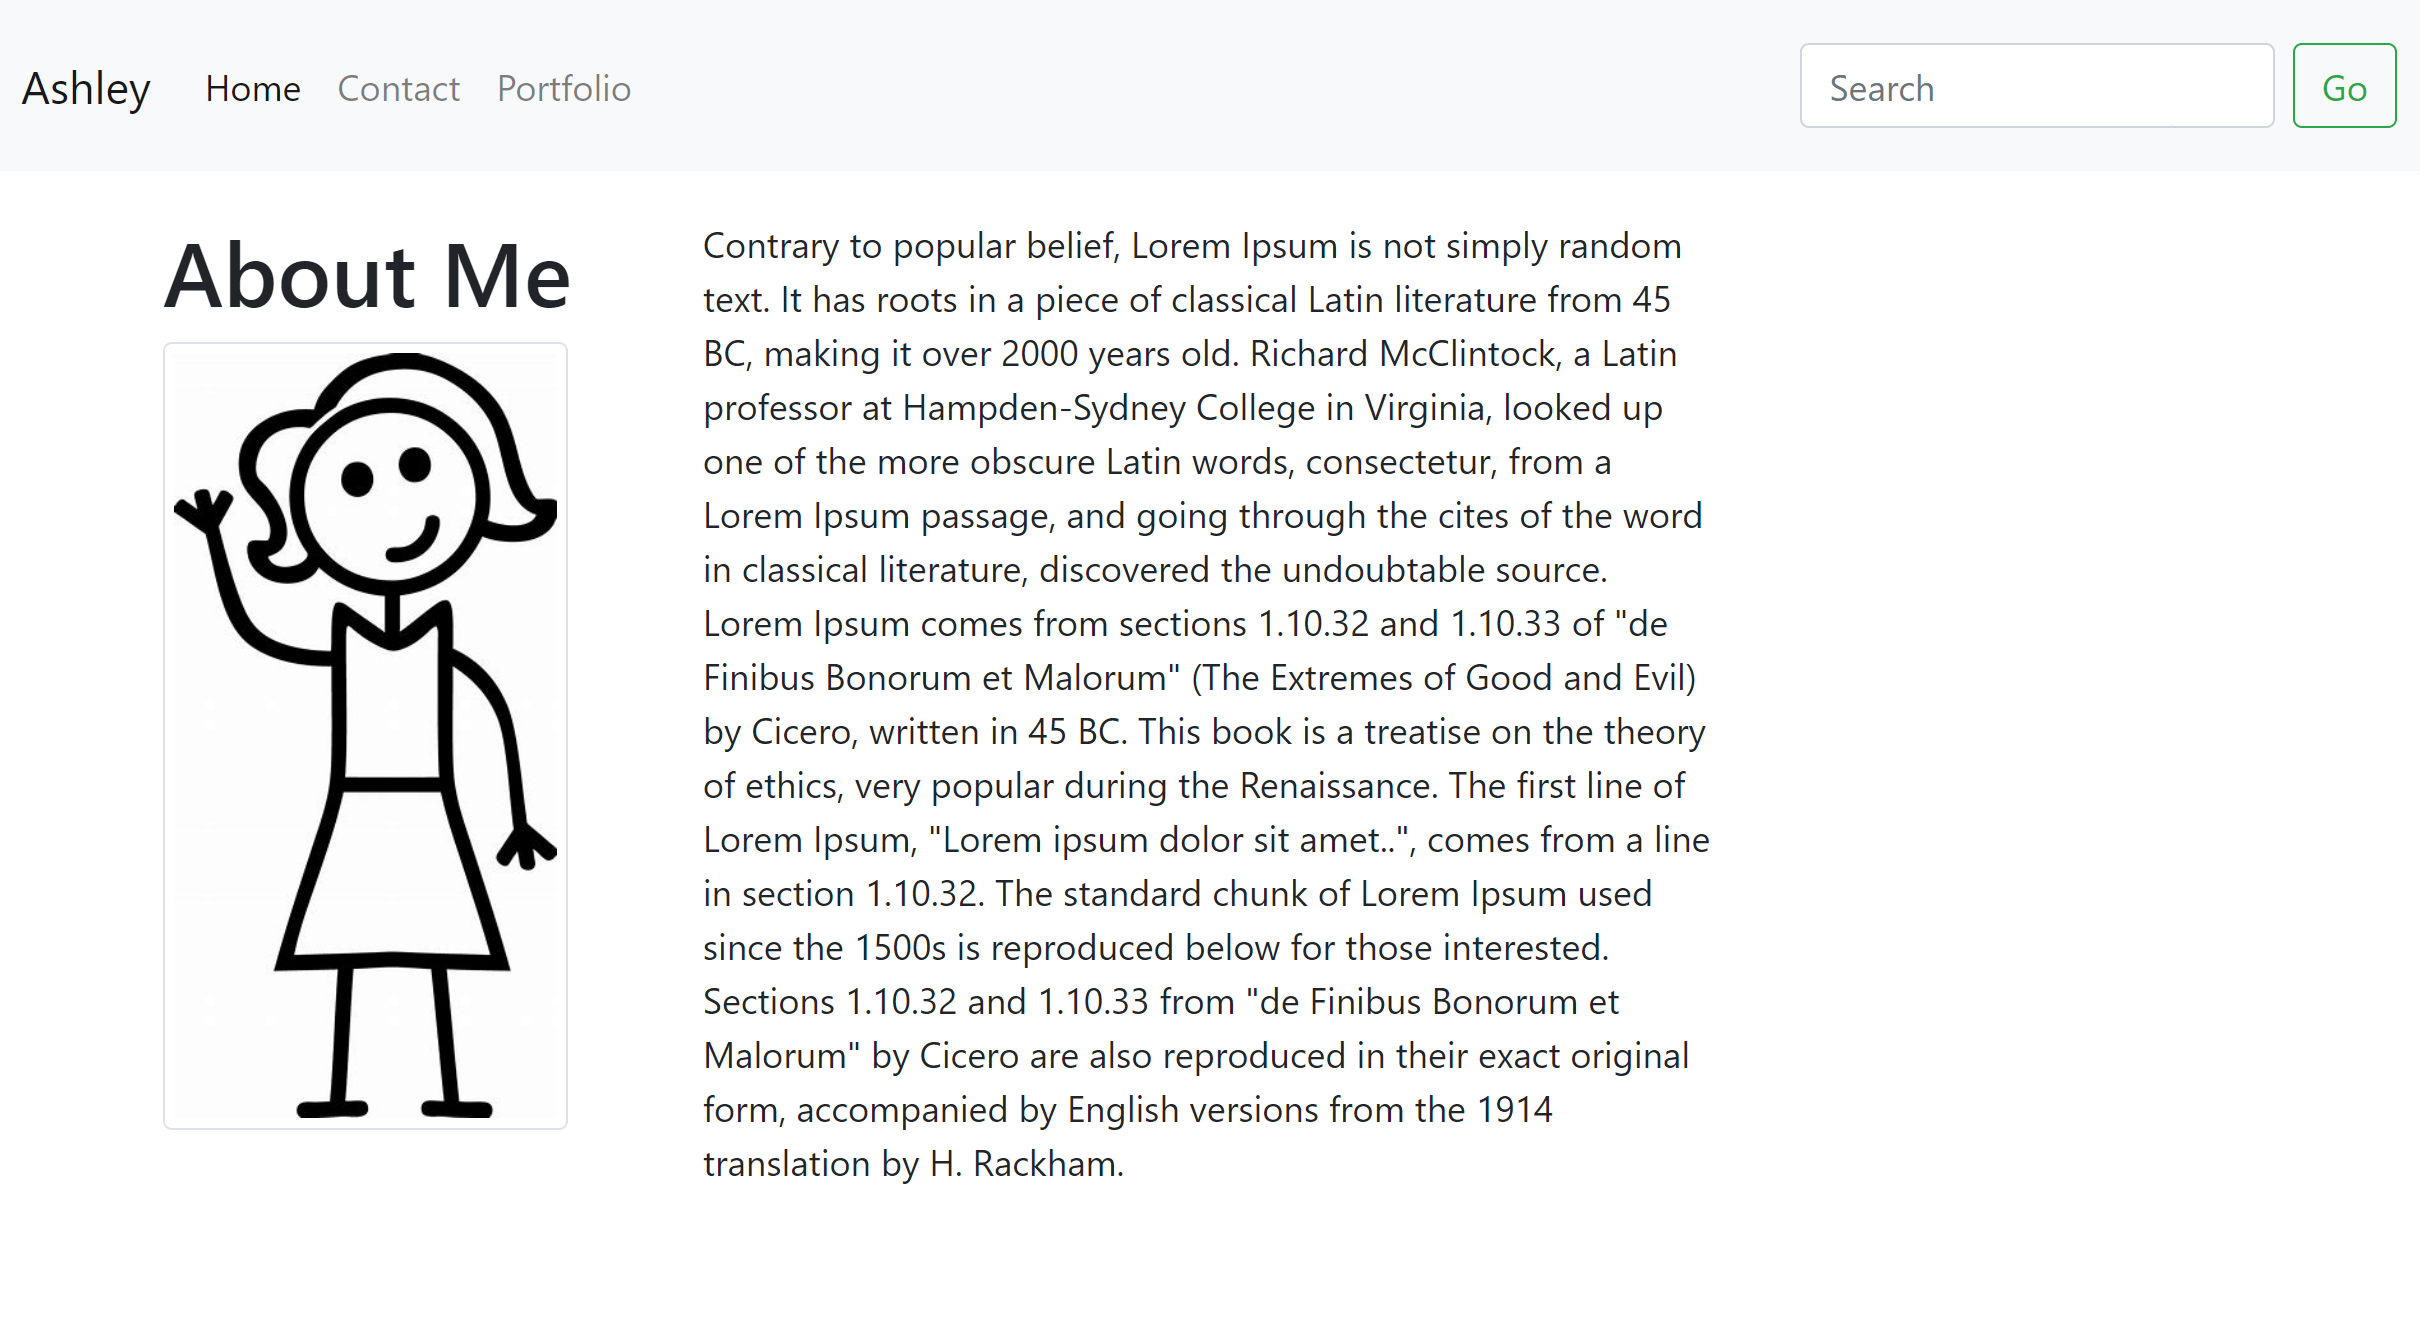 Ashley Home Contact Portfolio Search Go
About Me
Contrary to popular belief, Lorem Ipsum is not simply random
text. It has roots in a piece of classical Latin literature from 45
BC, making it over 2000 years old. Richard McClintock, a Latin
professor at Hampden-Sydney College in Virginia, looked up
one of the more obscure Latin words, consectetur, from a
Lorem Ipsum passage, and going through the cites of the word
in classical literature, discovered the undoubtable source.
Lorem Ipsum comes from sections 1.10.32 and 1.10.33 of "de
Finibus Bonorum et Malorum" (The Extremes of Good and Evil)
by Cicero, written in 45 BC. This book is a treatise on the theory
of ethics, very popular during the Renaissance. The first line of
Lorem Ipsum, "Lorem ipsum dolor sit amet..", comes from a line
in section 1.10.32. The standard chunk of Lorem Ipsum used
since the 1500s is reproduced below for those interested.
Sections 1.10.32 and 1.10.33 from "de Finibus Bonorum et
Malorum" by Cicero are also reproduced in their exact original
form, accompanied by English versions from the 1914
translation by H. Rackham.